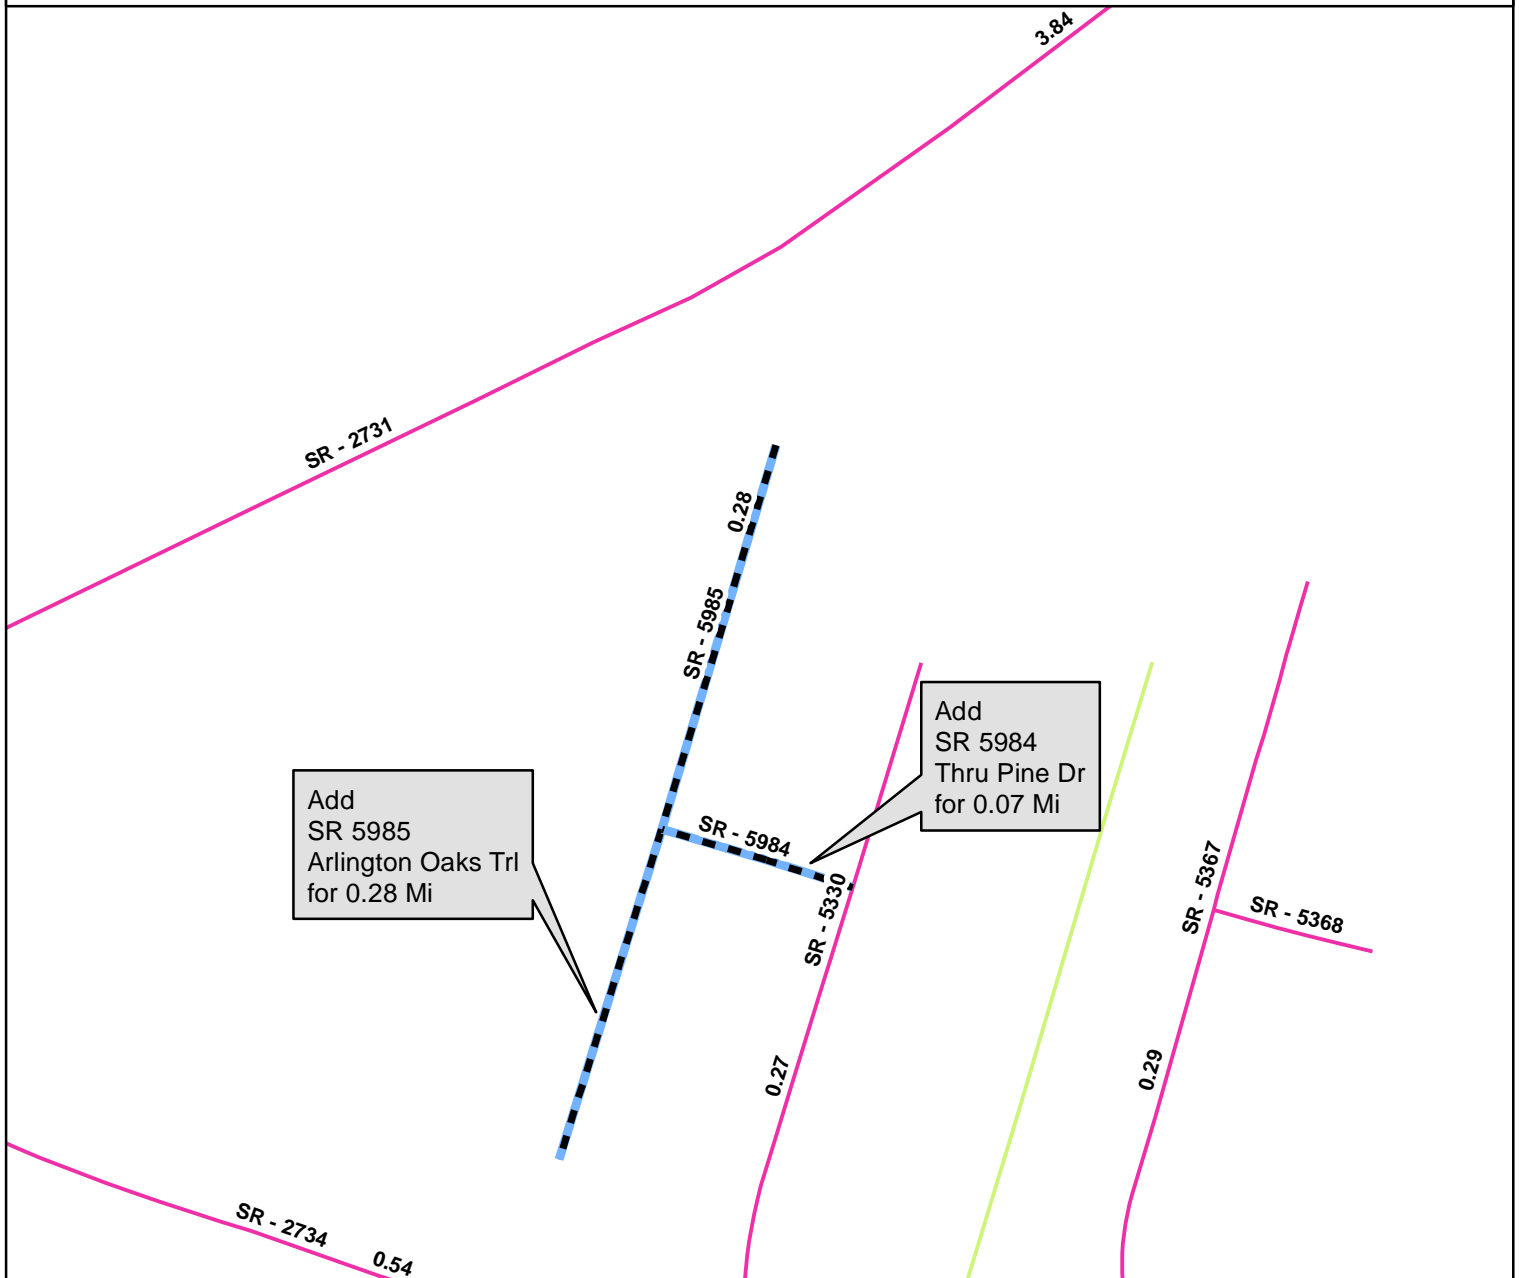 3.84
SR - 2731
0.28
SR - 5985
Add
SR 5984
Thru Pine Dr
for 0.07 Mi
Add
SR 5985
Arlington Oaks Trl
for 0.28 Mi
SR - 5984
SR - 5330
SR - 5367
SR - 5368
0.27
0.29
SR - 2734
0.54